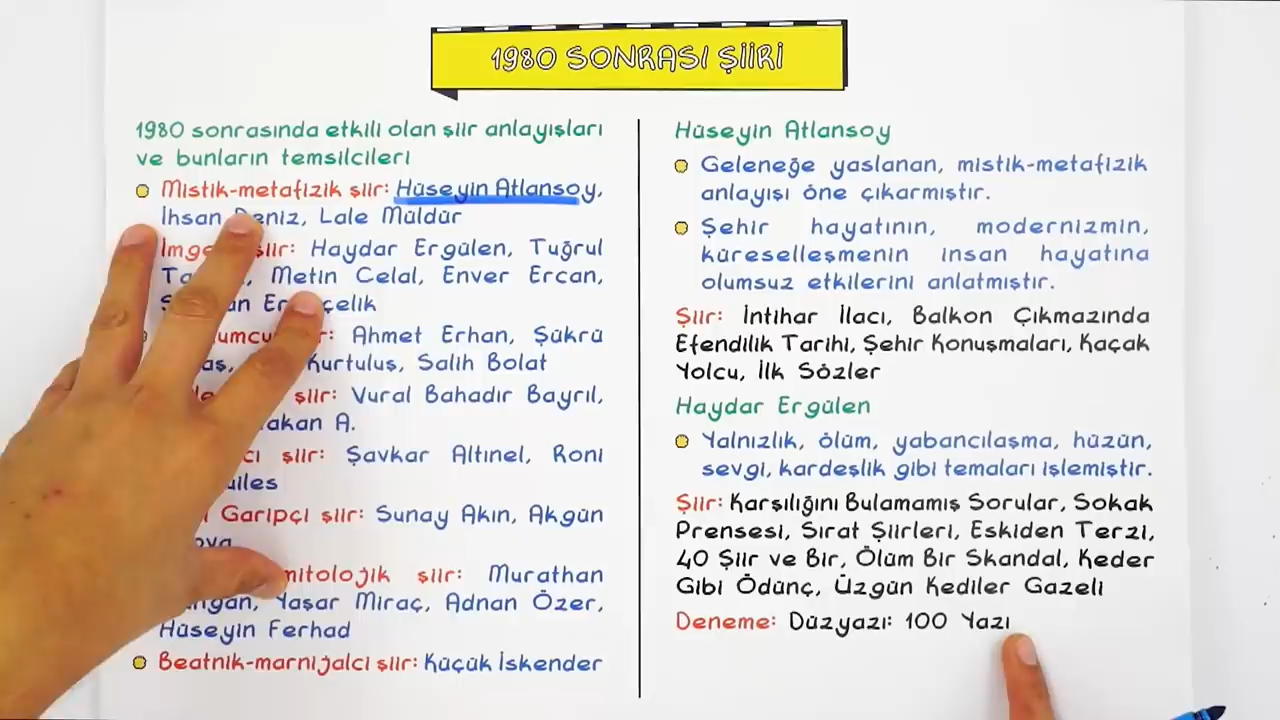 1980 SONRASI ŞİİRİ
1980 sonrasında etkili olan şiir anlayışları
ve bunların temsilcileri
Mistik-metafizik şiir: Hüseyin Atlansoy,
İhsan Deniz, Lale Müldür
şiir: Haydar Ergülen, Tuğrul
Metin Celal, Enver Ercan,
Ahmet Erhan, Şükrü
Kurtuluş, Salih Bolat
şiir: Vural Bahadır Bayrıl,
A.
şiir: Şavkar Altınel, Roni
Garipçi şiir: Sunay Akın, Akgün
şiir: Murathan
Yaşar Miraç, Adnan Özer,
Hüseyin Ferhad
Beatnik-marnijalci şiir: Küçük İskender
Hüseyin Atlansoy
Geleneğe yaslanan, mistik-metafizik
anlayışı öne çıkarmıştır.
Şehir hayatının, modernizmin,
küreselleşmenin insan hayatına
olumsuz etkilerini anlatmıştır.
Şiir: İntihar İlacı, Balkon Çıkmazında
Efendilik Tarihi, Şehir Konuşmaları, Kaçak
Yolcu, İlk Sözler
Haydar Ergülen
Yalnızlık, ölüm, yabancılaşma, hüzün,
sevgi, kardeşlik gibi temaları işlemiştir.
Şiir: Karşılığını Bulamamış Sorular, Sokak
Prensesi, Sırat Şiirleri, Eskiden Terzi,
40 Şiir ve Bir, Ölüm Bir Skandal, Keder
Gibi Ödünç, Üzgün Kediler Gazeli
Deneme: Düzyazı: 100 Yazı